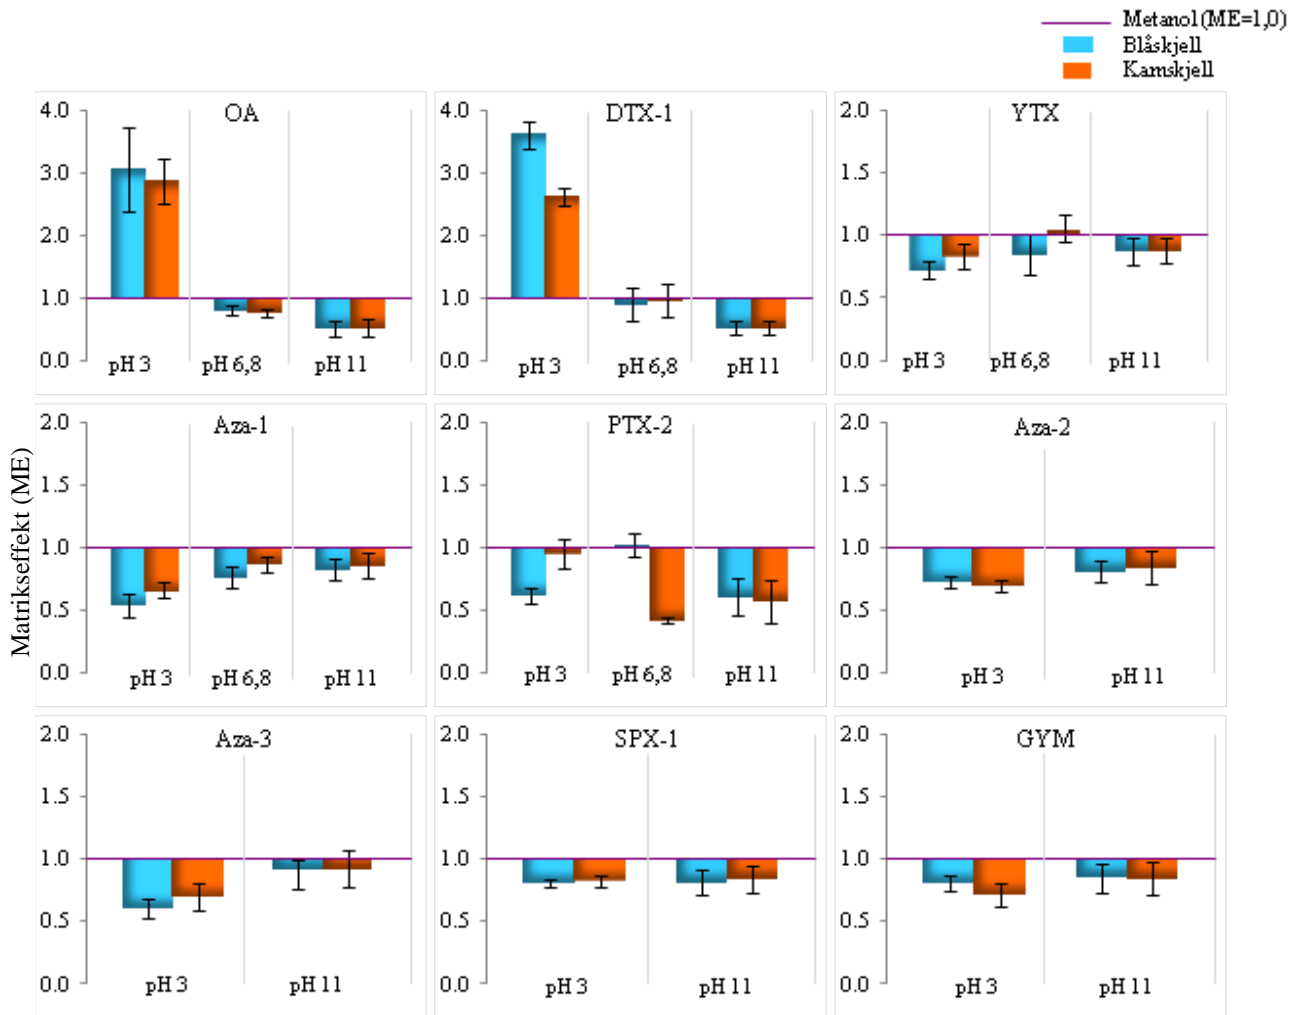 Metanol(ME=1,0)
Blåskjell
Kamskjell
Matrikseffekt (ME)
OA
4.0
3.0
2.0
1.0
0.0
pH 3
pH 6,8
pH 11
DTX-1
4.0
3.0
2.0
1.0
0.0
pH 3
pH 6,8
pH 11
YTX
2.0
1.5
1.0
0.5
0.0
pH 3
pH 6,8
pH 11
Aza-1
2.0
1.5
1.0
0.5
0.0
pH 3
pH 6,8
pH 11
PTX-2
2.0
1.5
1.0
0.5
0.0
pH 3
pH 6,8
pH 11
Aza-2
2.0
1.5
1.0
0.5
0.0
pH 3
pH 11
Aza-3
2.0
1.5
1.0
0.5
0.0
pH 3
pH 11
SPX-1
2.0
1.5
1.0
0.5
0.0
pH 3
pH 11
GYM
2.0
1.5
1.0
0.5
0.0
pH 3
pH 11